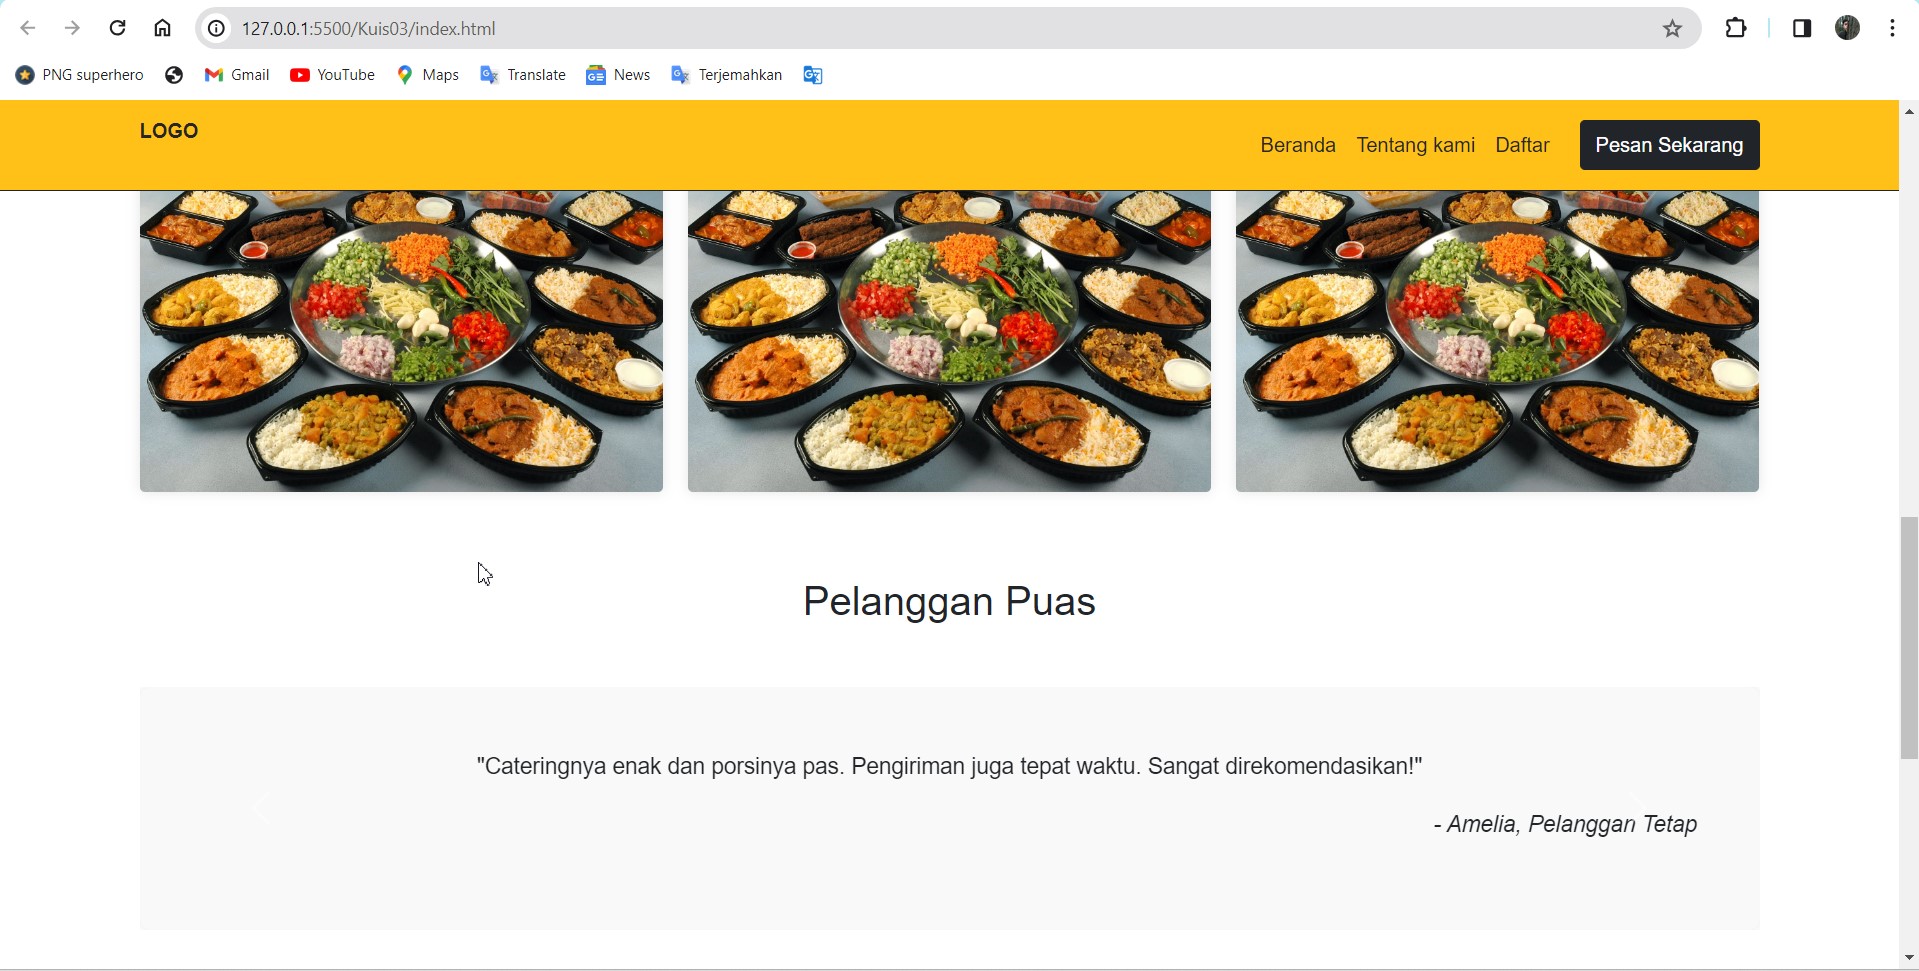 127.0.0.1:5500/Kuis03/index.html
PNG superhero Gmail YouTube Maps Translate News Terjemahkan
LOGO
Beranda Tentang kami Daftar Pesan Sekarang
Pelanggan Puas
"Cateringnya enak dan porsinya pas. Pengiriman juga tepat waktu. Sangat direkomendasikan!"
- Amelia, Pelanggan Tetap